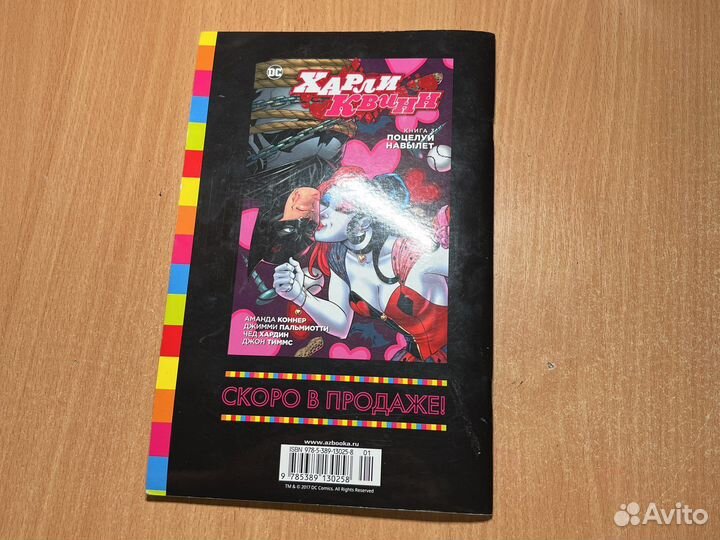 DC
ХАРЛИ
КВИНН
КНИГА 3
ПОЦЕЛУЙ
НАВЫЛЕТ
АМАНДА КОННЕР
ДЖИММИ ПАЛЬМИОТТИ
ЧЕД ХАРДИН
ДЖОН ТИММС
СКОРО В ПРОДАЖЕ!
www.azbooka.ru
ISBN 978-5-389-13025-8 01
9 785389 130258
TM & © 2017 DC Comics. All Rights Reserved
Avito